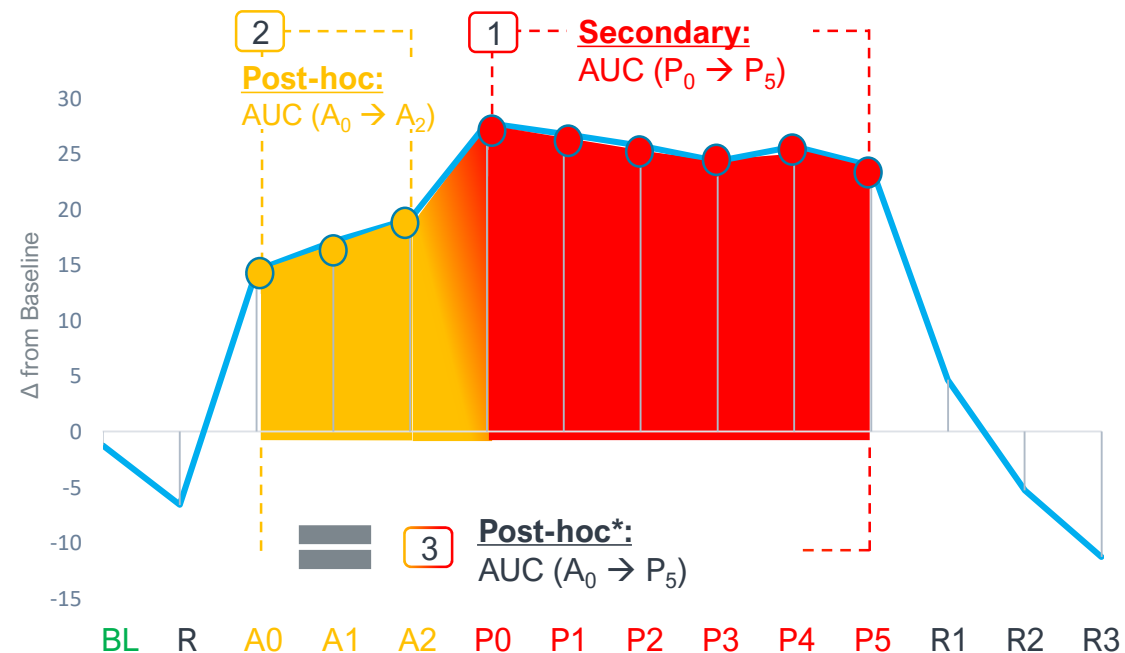 2
1
Secondary:
AUC (P₀ → P₅)
Post-hoc:
AUC (A₀ → A₂)
30
25
20
15
10
5
0
-5
-10
-15
Δ from Baseline
3
Post-hoc*:
AUC (A₀ → P₅)
BL R A0 A1 A2 P0 P1 P2 P3 P4 P5 R1 R2 R3